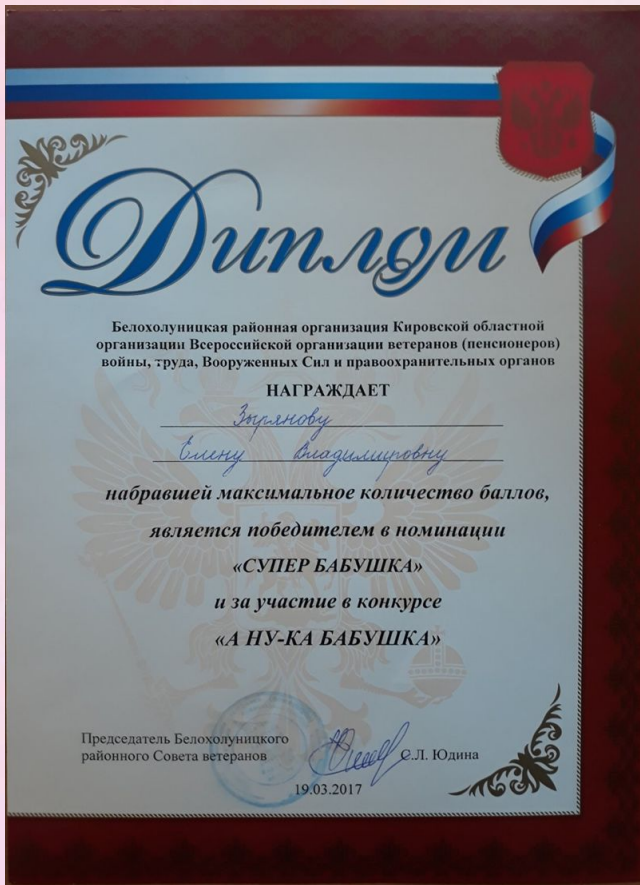 Диплом
Белохолуницкая районная организация Кировской областной
организации Всероссийской организации ветеранов (пенсионеров)
войны, труда, Вооруженных Сил и правоохранительных органов
НАГРАЖДАЕТ
Зырянову
Елену Владимировну
набравшей максимальное количество баллов,
является победителем в номинации
«СУПЕР БАБУШКА»
и за участие в конкурсе
«А НУ-КА БАБУШКА»
Председатель Белохолуницкого
районного Совета ветеранов С.Л. Юдина
19.03.2017